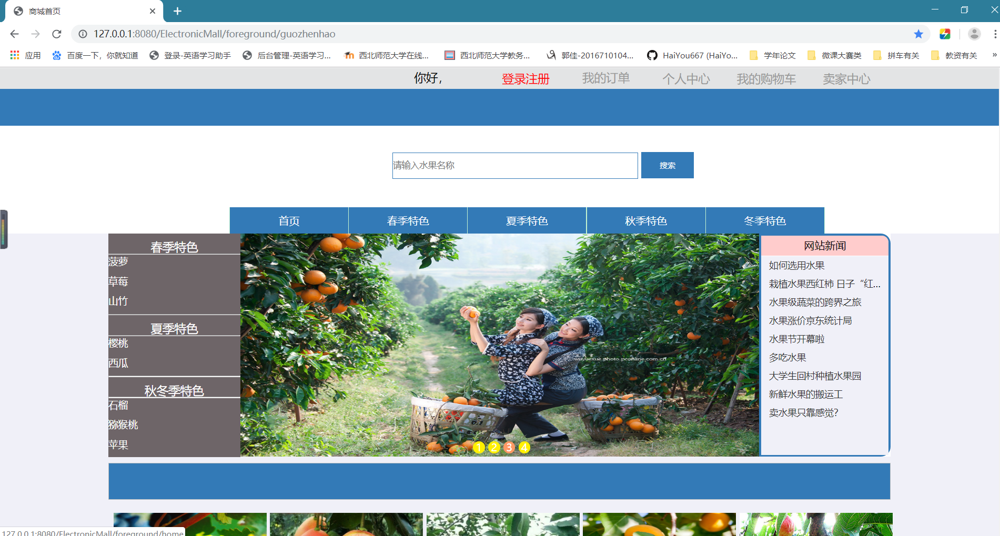 商城首页
127.0.0.1:8080/ElectronicMall/foreground/guozhenhao
应用 百度一下，你就知道 登录-英语学习助手 后台管理-英语学习... 西北师范大学在线... 西北师范大学教务... 郭佳-2016710104... HaiYou667 (HaiYo... 学年论文 微课大赛类 拼车有关 教资有关 »
你好， 登录注册 我的订单 个人中心 我的购物车 卖家中心
请输入水果名称 搜索
首页 春季特色 夏季特色 秋季特色 冬季特色
春季特色
菠萝
草莓
山竹
夏季特色
樱桃
西瓜
秋冬季特色
石榴
猕猴桃
苹果
wuyuexue.photo.pconline.com.cn
1 2 3 4
网站新闻
如何选用水果
栽植水果西红柿 日子“红...
水果级蔬菜的跨界之旅
水果涨价京东统计局
水果节开幕啦
多吃水果
大学生回村种植水果园
新鲜水果的搬运工
卖水果只靠感觉?
127.0.0.1:8080/ElectronicMall/foreground/home